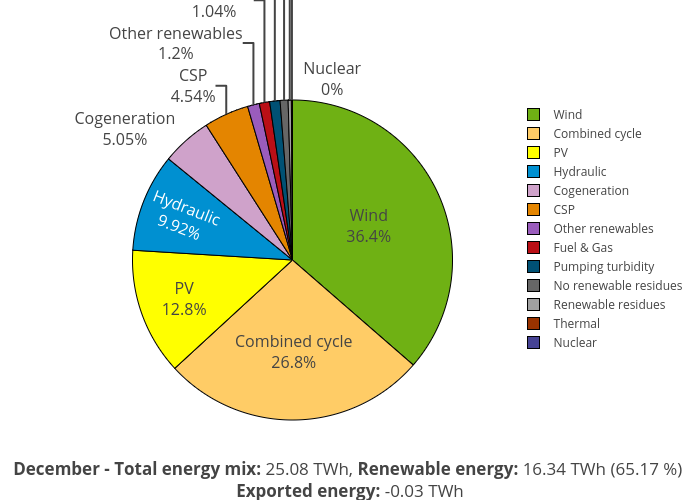 1.04%
Other renewables
1.2%
CSP
4.54%
Nuclear
0%
Cogeneration
5.05%
Hydraulic
9.92%
Wind
36.4%
PV
12.8%
Combined cycle
26.8%
Wind
Combined cycle
PV
Hydraulic
Cogeneration
CSP
Other renewables
Fuel & Gas
Pumping turbidity
No renewable residues
Renewable residues
Thermal
Nuclear
December - Total energy mix: 25.08 TWh, Renewable energy: 16.34 TWh (65.17 %)
Exported energy: -0.03 TWh